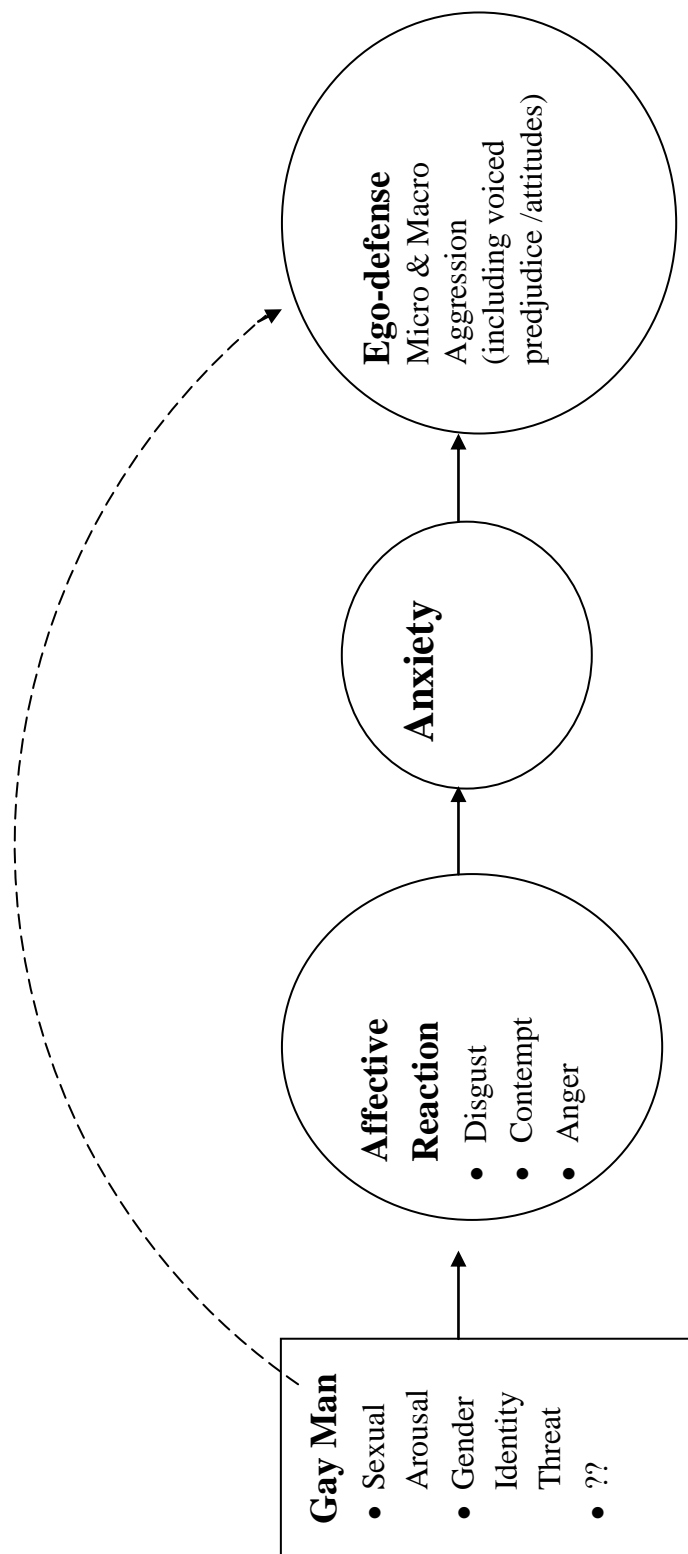 Gay Man
• Sexual
Arousal
• Gender
Identity
Threat
• ??
Affective
Reaction
• Disgust
• Contempt
• Anger
Anxiety
Ego-defense
Micro & Macro
Aggression
(including voiced
predjudice /attitudes)